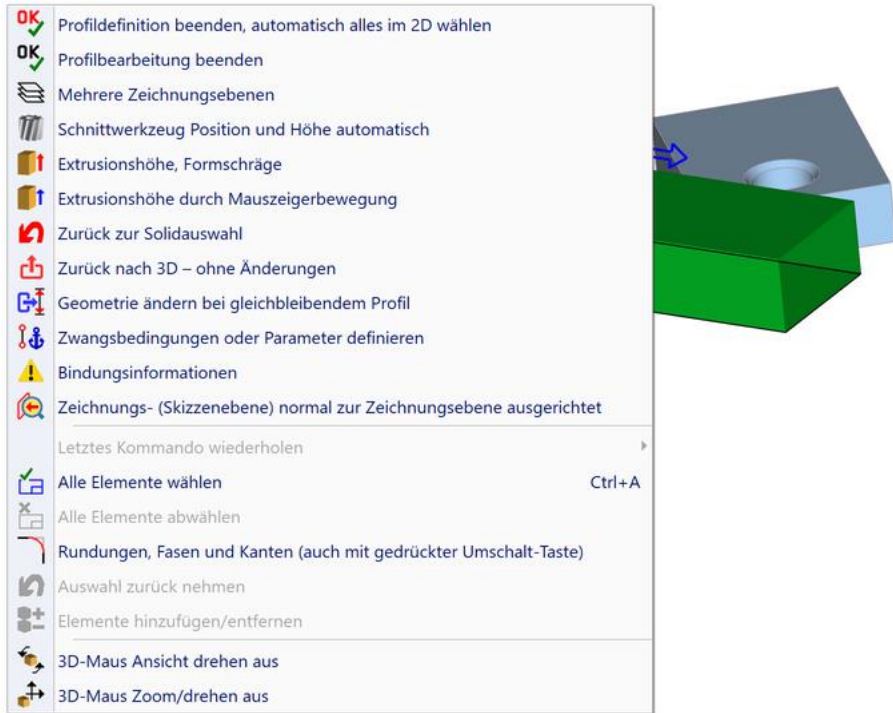 OK Profildefinition beenden, automatisch alles im 2D wählen
OK Profilbearbeitung beenden
Mehrere Zeichnungsebenen
Schnittwerkzeug Position und Höhe automatisch
Extrusionshöhe, Formschräge
Extrusionshöhe durch Mauszeigerbewegung
Zurück zur Solidauswahl
Zurück nach 3D – ohne Änderungen
Geometrie ändern bei gleichbleibendem Profil
Zwangsbedingungen oder Parameter definieren
Bindungsinformationen
Zeichnungs- (Skizzenebene) normal zur Zeichnungsebene ausgerichtet
Letztes Kommando wiederholen
Alle Elemente wählen Ctrl+A
Alle Elemente abwählen
Rundungen, Fasen und Kanten (auch mit gedrückter Umschalt-Taste)
Auswahl zurück nehmen
Elemente hinzufügen/entfernen
3D-Maus Ansicht drehen aus
3D-Maus Zoom/drehen aus